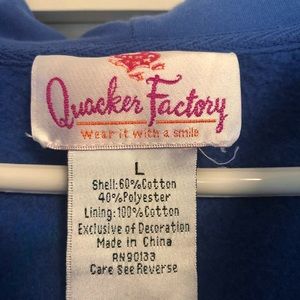 Quacker Factory
Wear it with a smile
L
Shell:60%Cotton
40%Polyester
Lining:100%Cotton
Exclusive of Decoration
Made in China
RN90133
Care See Reverse